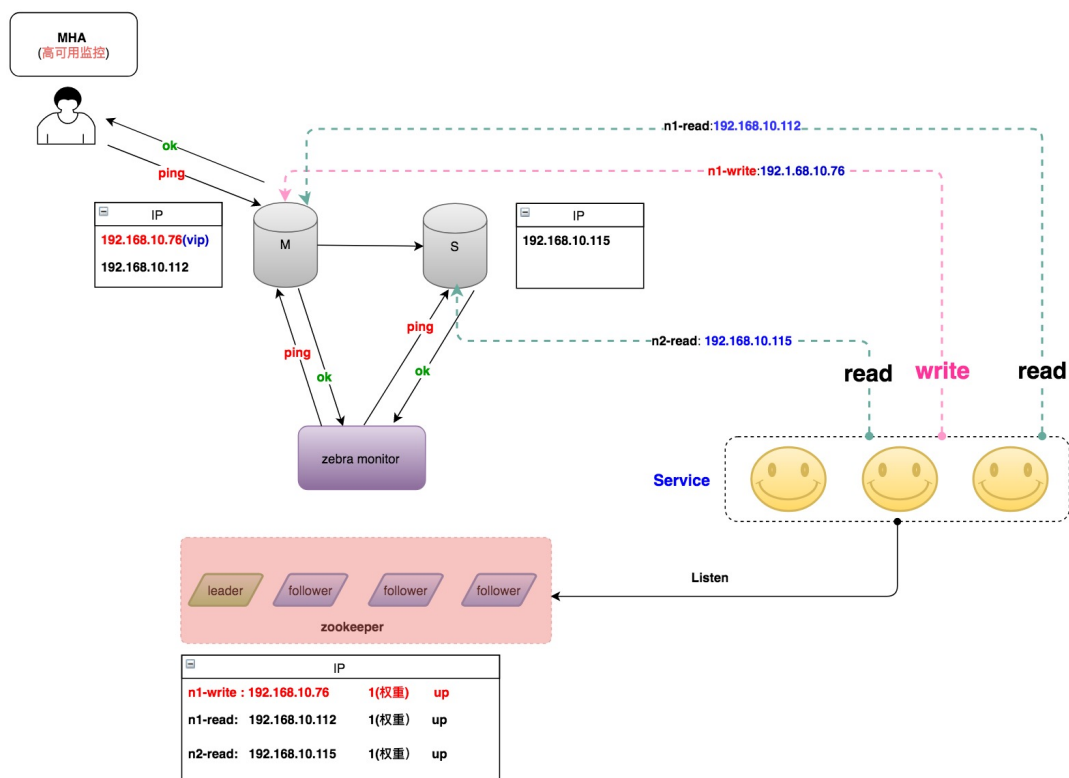 MHA
(高可用监控)
ok
ping
n1-read:192.168.10.112
n1-write:192.1.68.10.76
IP
192.168.10.76(vip)
192.168.10.112
M
S
IP
192.168.10.115
ping
ok
ping
ok
n2-read: 192.168.10.115
read
write
read
zebra monitor
Service
Listen
leader
follower
follower
follower
zookeeper
IP
n1-write : 192.168.10.76 1(权重) up
n1-read: 192.168.10.112 1(权重） up
n2-read: 192.168.10.115 1(权重） up